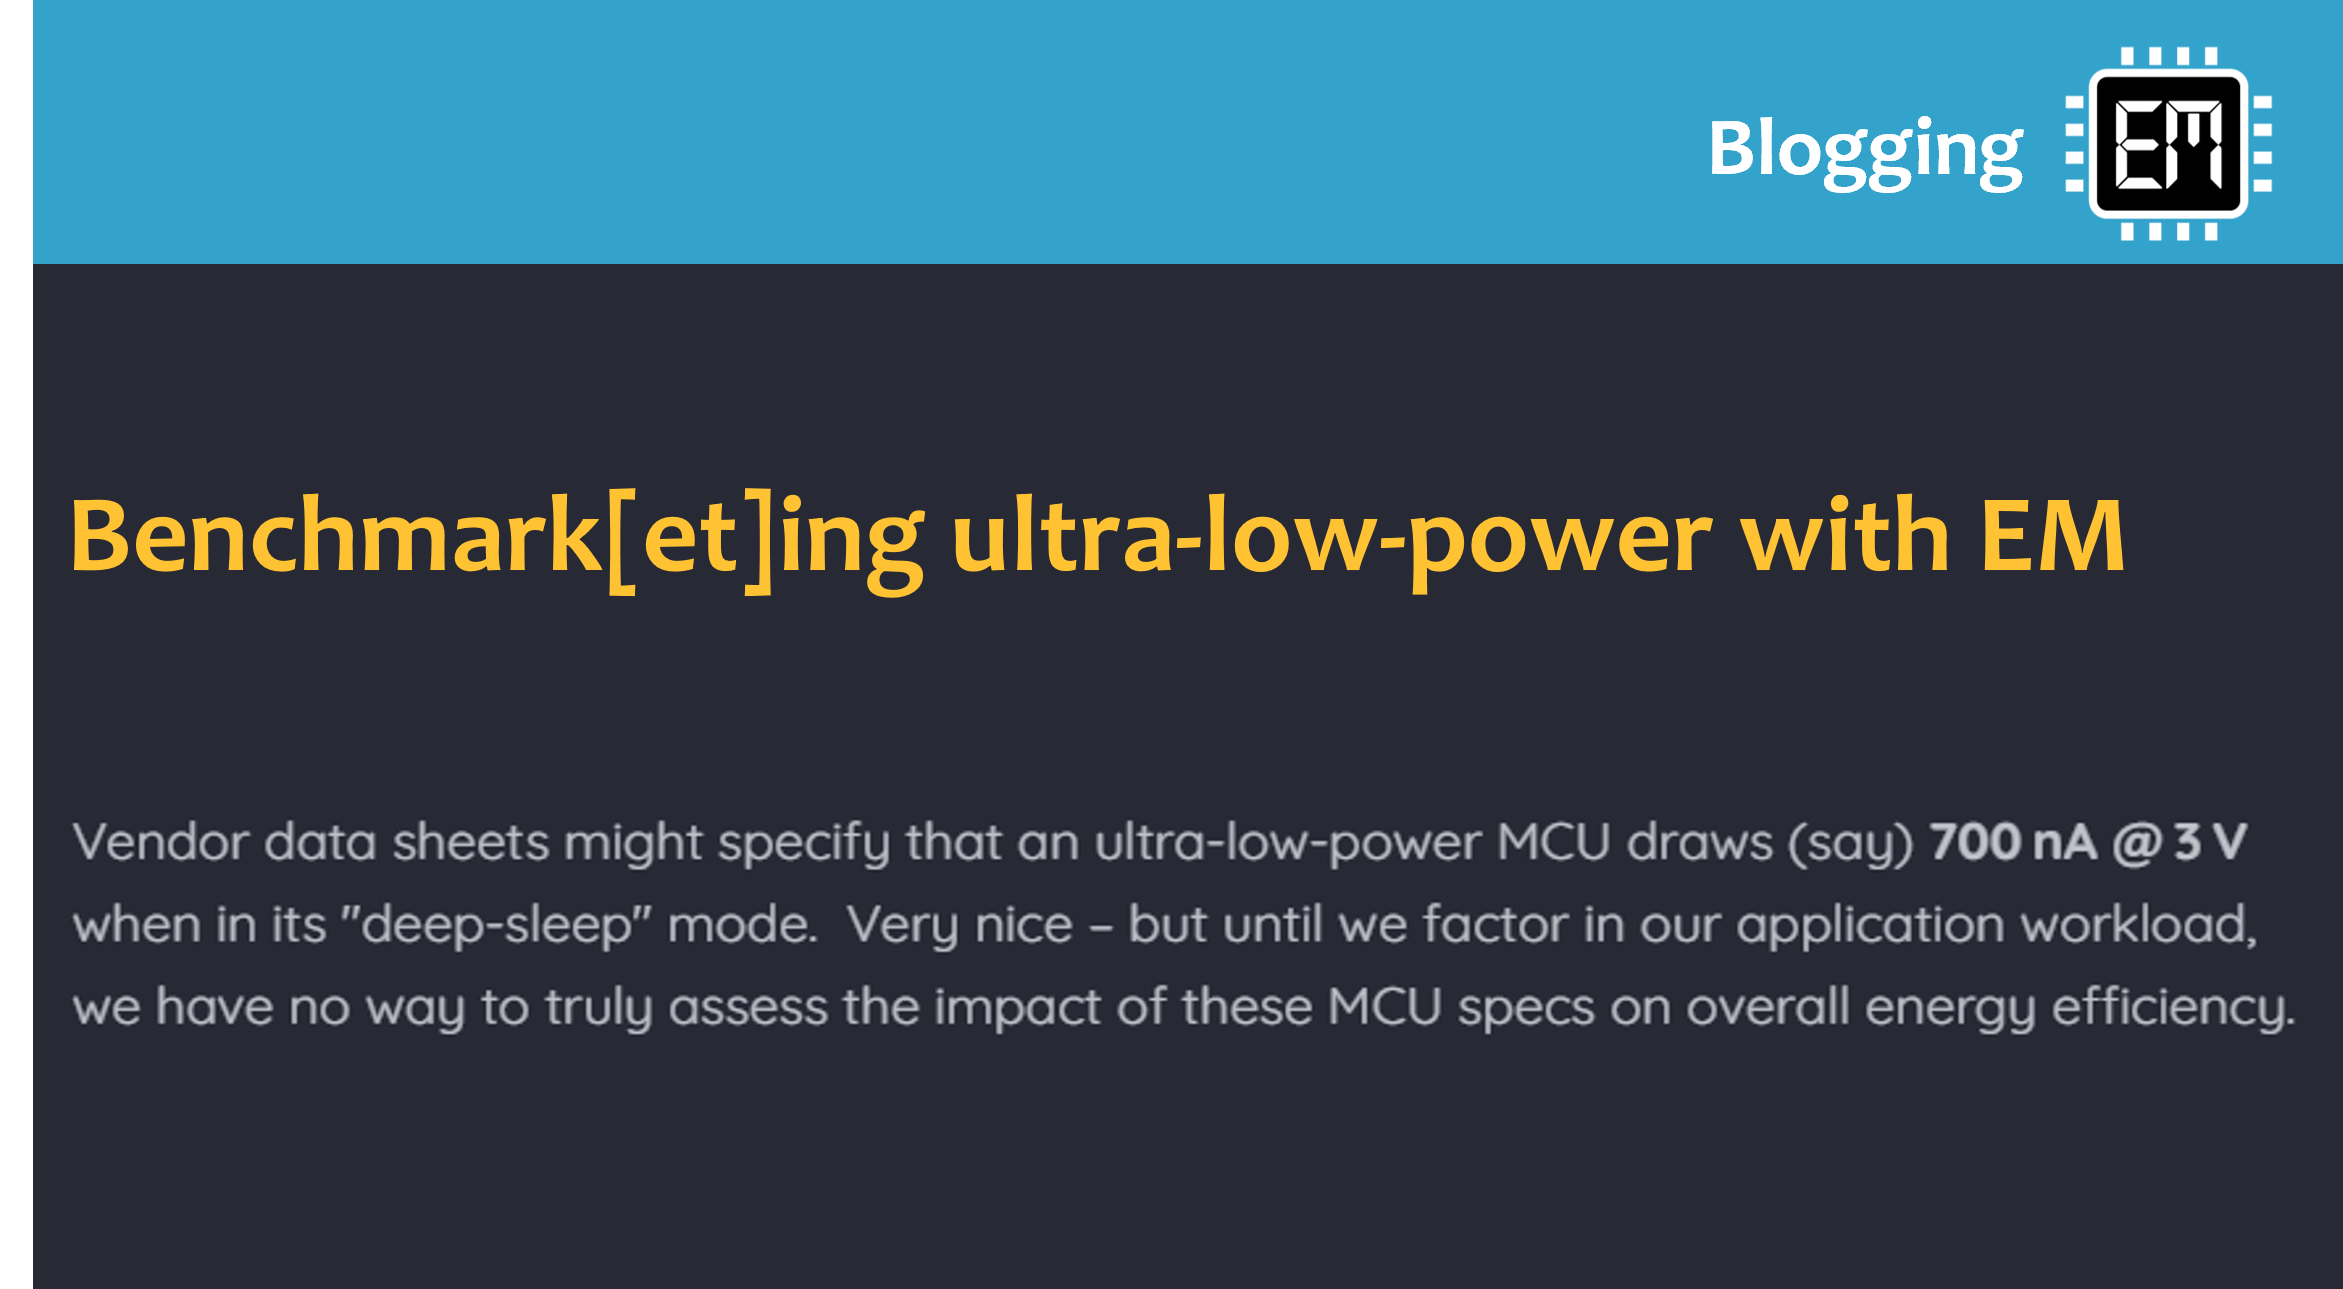 Blogging
EM
Benchmark[et]ing ultra-low-power with EM
Vendor data sheets might specify that an ultra-low-power MCU draws (say) 700 nA @ 3 V
when in its "deep-sleep" mode.  Very nice – but until we factor in our application workload,
we have no way to truly assess the impact of these MCU specs on overall energy efficiency.